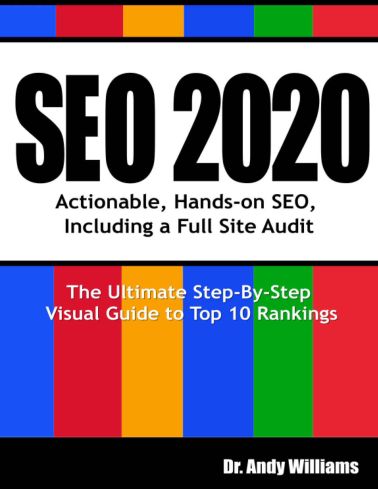 SEO 2020
Actionable, Hands-on SEO,
Including a Full Site Audit
The Ultimate Step-By-Step
Visual Guide to Top 10 Rankings
Dr. Andy Williams